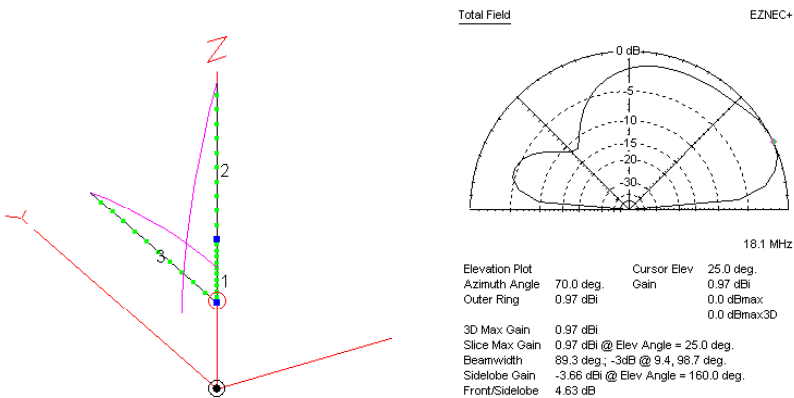 Z
2
3
1
Y
Total Field
EZNEC+
0 dB
-5
-10
-15
-20
-30
18.1 MHz
Elevation Plot
Cursor Elev 25.0 deg.
Azimuth Angle 70.0 deg.
Gain 0.97 dBi
Outer Ring 0.97 dBi
0.0 dBmax
0.0 dBmax3D
3D Max Gain 0.97 dBi
Slice Max Gain 0.97 dBi @ Elev Angle = 25.0 deg.
Beamwidth 89.3 deg.; -3dB @ 9.4, 98.7 deg.
Sidelobe Gain -3.66 dBi @ Elev Angle = 160.0 deg.
Front/Sidelobe 4.63 dB